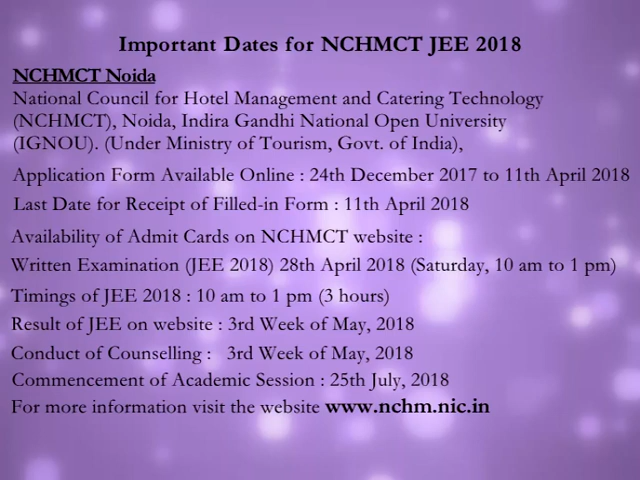 Important Dates for NCHMCT JEE 2018
NCHMCT Noida
National Council for Hotel Management and Catering Technology
(NCHMCT), Noida, Indira Gandhi National Open University
(IGNOU). (Under Ministry of Tourism, Govt. of India),
Application Form Available Online : 24th December 2017 to 11th April 2018
Last Date for Receipt of Filled-in Form : 11th April 2018
Availability of Admit Cards on NCHMCT website :
Written Examination (JEE 2018) 28th April 2018 (Saturday, 10 am to 1 pm)
Timings of JEE 2018 : 10 am to 1 pm (3 hours)
Result of JEE on website : 3rd Week of May, 2018
Conduct of Counselling : 3rd Week of May, 2018
Commencement of Academic Session : 25th July, 2018
For more information visit the website www.nchm.nic.in